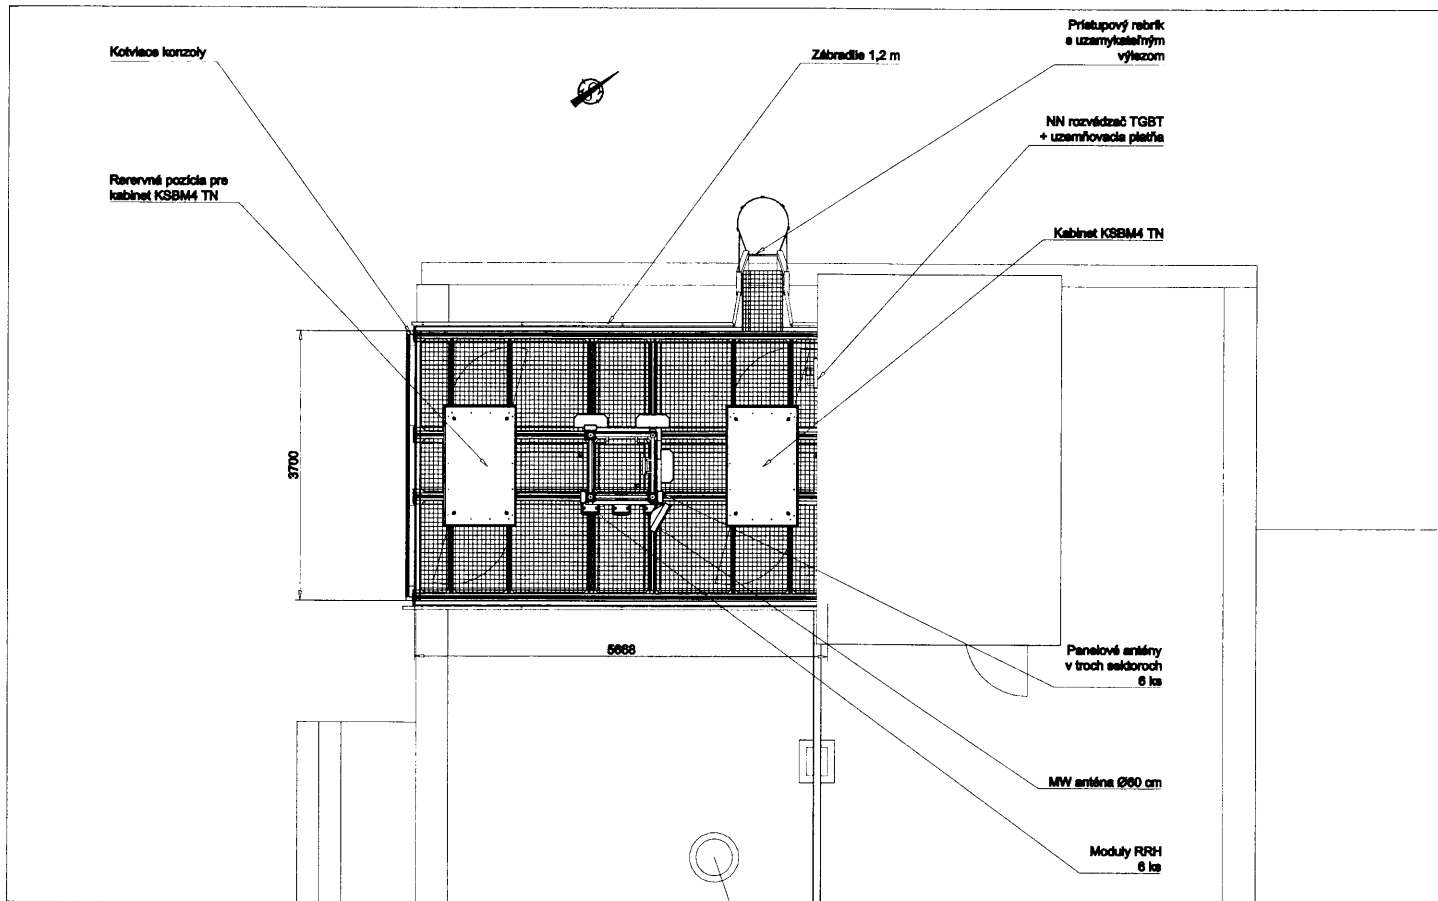 Kotviace konzoly
Zábradlie 1,2 m
Prístupový rebrík
s uzamykateľným
výlezom
NN rozvádzač TGBT
+ uzemňovacia platňa
Rerervná pozícia pre
kabinet KSBM4 TN
Kabinet KSBM4 TN
3700
5668
Panelové antény
v troch sektoroch
6 ks
MW anténa Ø60 cm
Moduly RRH
6 ks